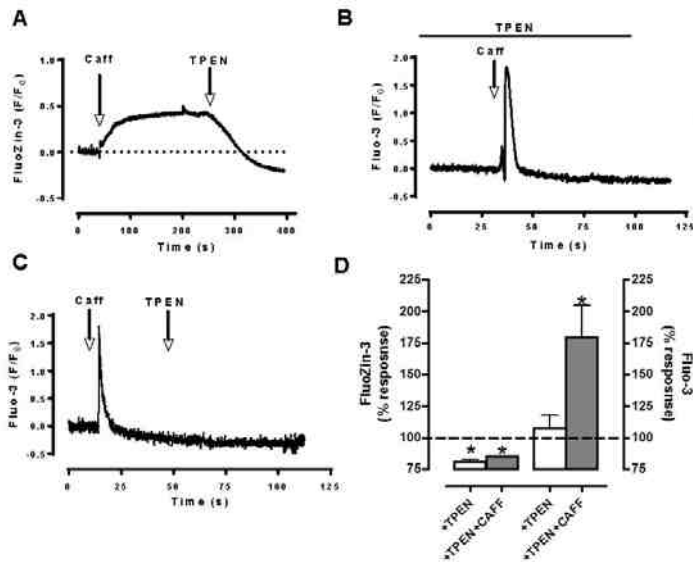 A
Caff
TPEN
FluoZin-3 (F/F0)
1.0
0.5
0.0
-0.5
0
100
200
300
400
Time (s)
B
TPEN
Caff
Fluo-3 (F/F0)
2.0
1.5
1.0
0.5
0.0
-0.5
0
25
50
75
100
125
Time (s)
C
Caff
TPEN
Fluo-3 (F/F0)
2.0
1.5
1.0
0.5
0.0
-0.5
0
25
50
75
100
125
Time (s)
D
FluoZin-3
(% resposnse)
225
200
175
150
125
100
75
*
*
*
225
200
175
150
125
100
75
Fluo-3
(% resposnse)
+TPEN
+TPEN+CAFF
+TPEN
+TPEN+CAFF